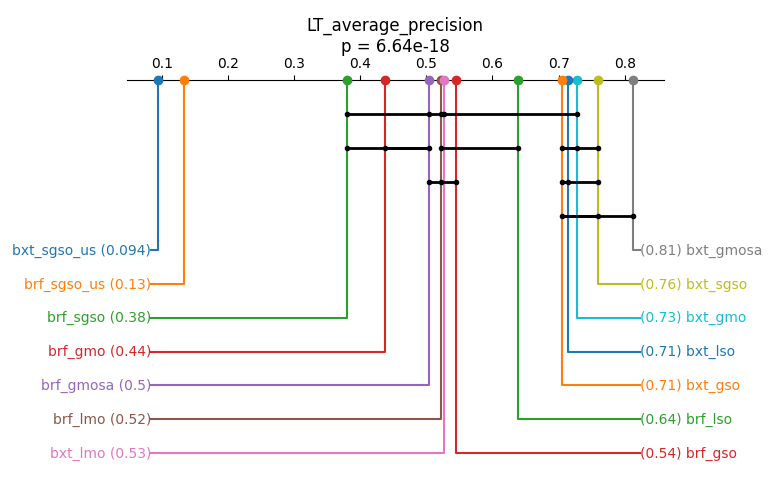 LT_average_precision
p = 6.64e-18
0.1 0.2 0.3 0.4 0.5 0.6 0.7 0.8
bxt_sgso_us (0.094) (0.81) bxt_gmosa
brf_sgso_us (0.13) (0.76) bxt_sgso
brf_sgso (0.38) (0.73) bxt_gmo
brf_gmo (0.44) (0.71) bxt_lso
brf_gmosa (0.5) (0.71) bxt_gso
brf_lmo (0.52) (0.64) brf_lso
bxt_lmo (0.53) (0.54) brf_gso